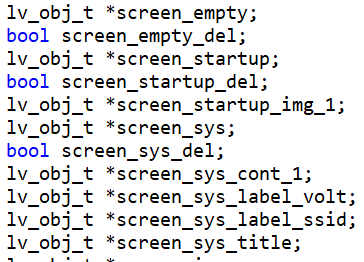 lv_obj_t *screen_empty;
bool screen_empty_del;
lv_obj_t *screen_startup;
bool screen_startup_del;
lv_obj_t *screen_startup_img_1;
lv_obj_t *screen_sys;
bool screen_sys_del;
lv_obj_t *screen_sys_cont_1;
lv_obj_t *screen_sys_label_volt;
lv_obj_t *screen_sys_label_ssid;
lv_obj_t *screen_sys_title;